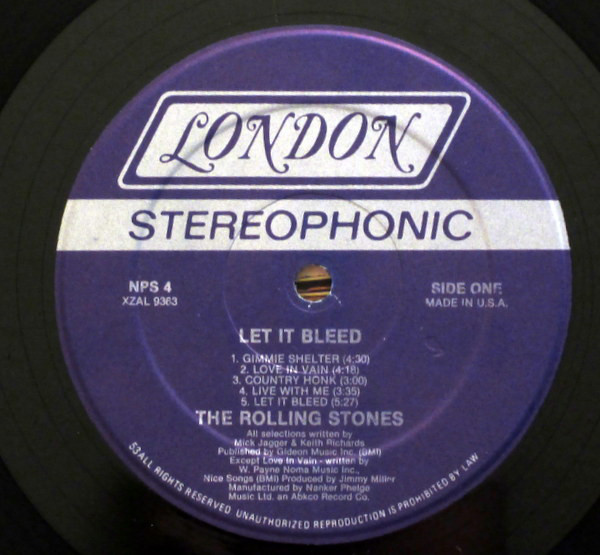 LONDON
STEREOPHONIC
NPS 4
XZAL 9363
SIDE ONE
MADE IN U.S.A.
LET IT BLEED
1. GIMMIE SHELTER (4:30)
2. LOVE IN VAIN (4:18)
3. COUNTRY HONK (3:00)
4. LIVE WITH ME (3:35)
5. LET IT BLEED (5:27)
THE ROLLING STONES
All selections written by
Mick Jagger & Keith Richards
Published by Gideon Music Inc. (BMI)
Except Love In Vain - written by
W. Payne Noma Music Inc.,
Nice Songs (BMI) Produced by Jimmy Miller
Manufactured by Nanker Phelge
Music Ltd. an Abkco Record Co.
53 ALL RIGHTS RESERVED UNAUTHORIZED REPRODUCTION IS PROHIBITED BY LAW